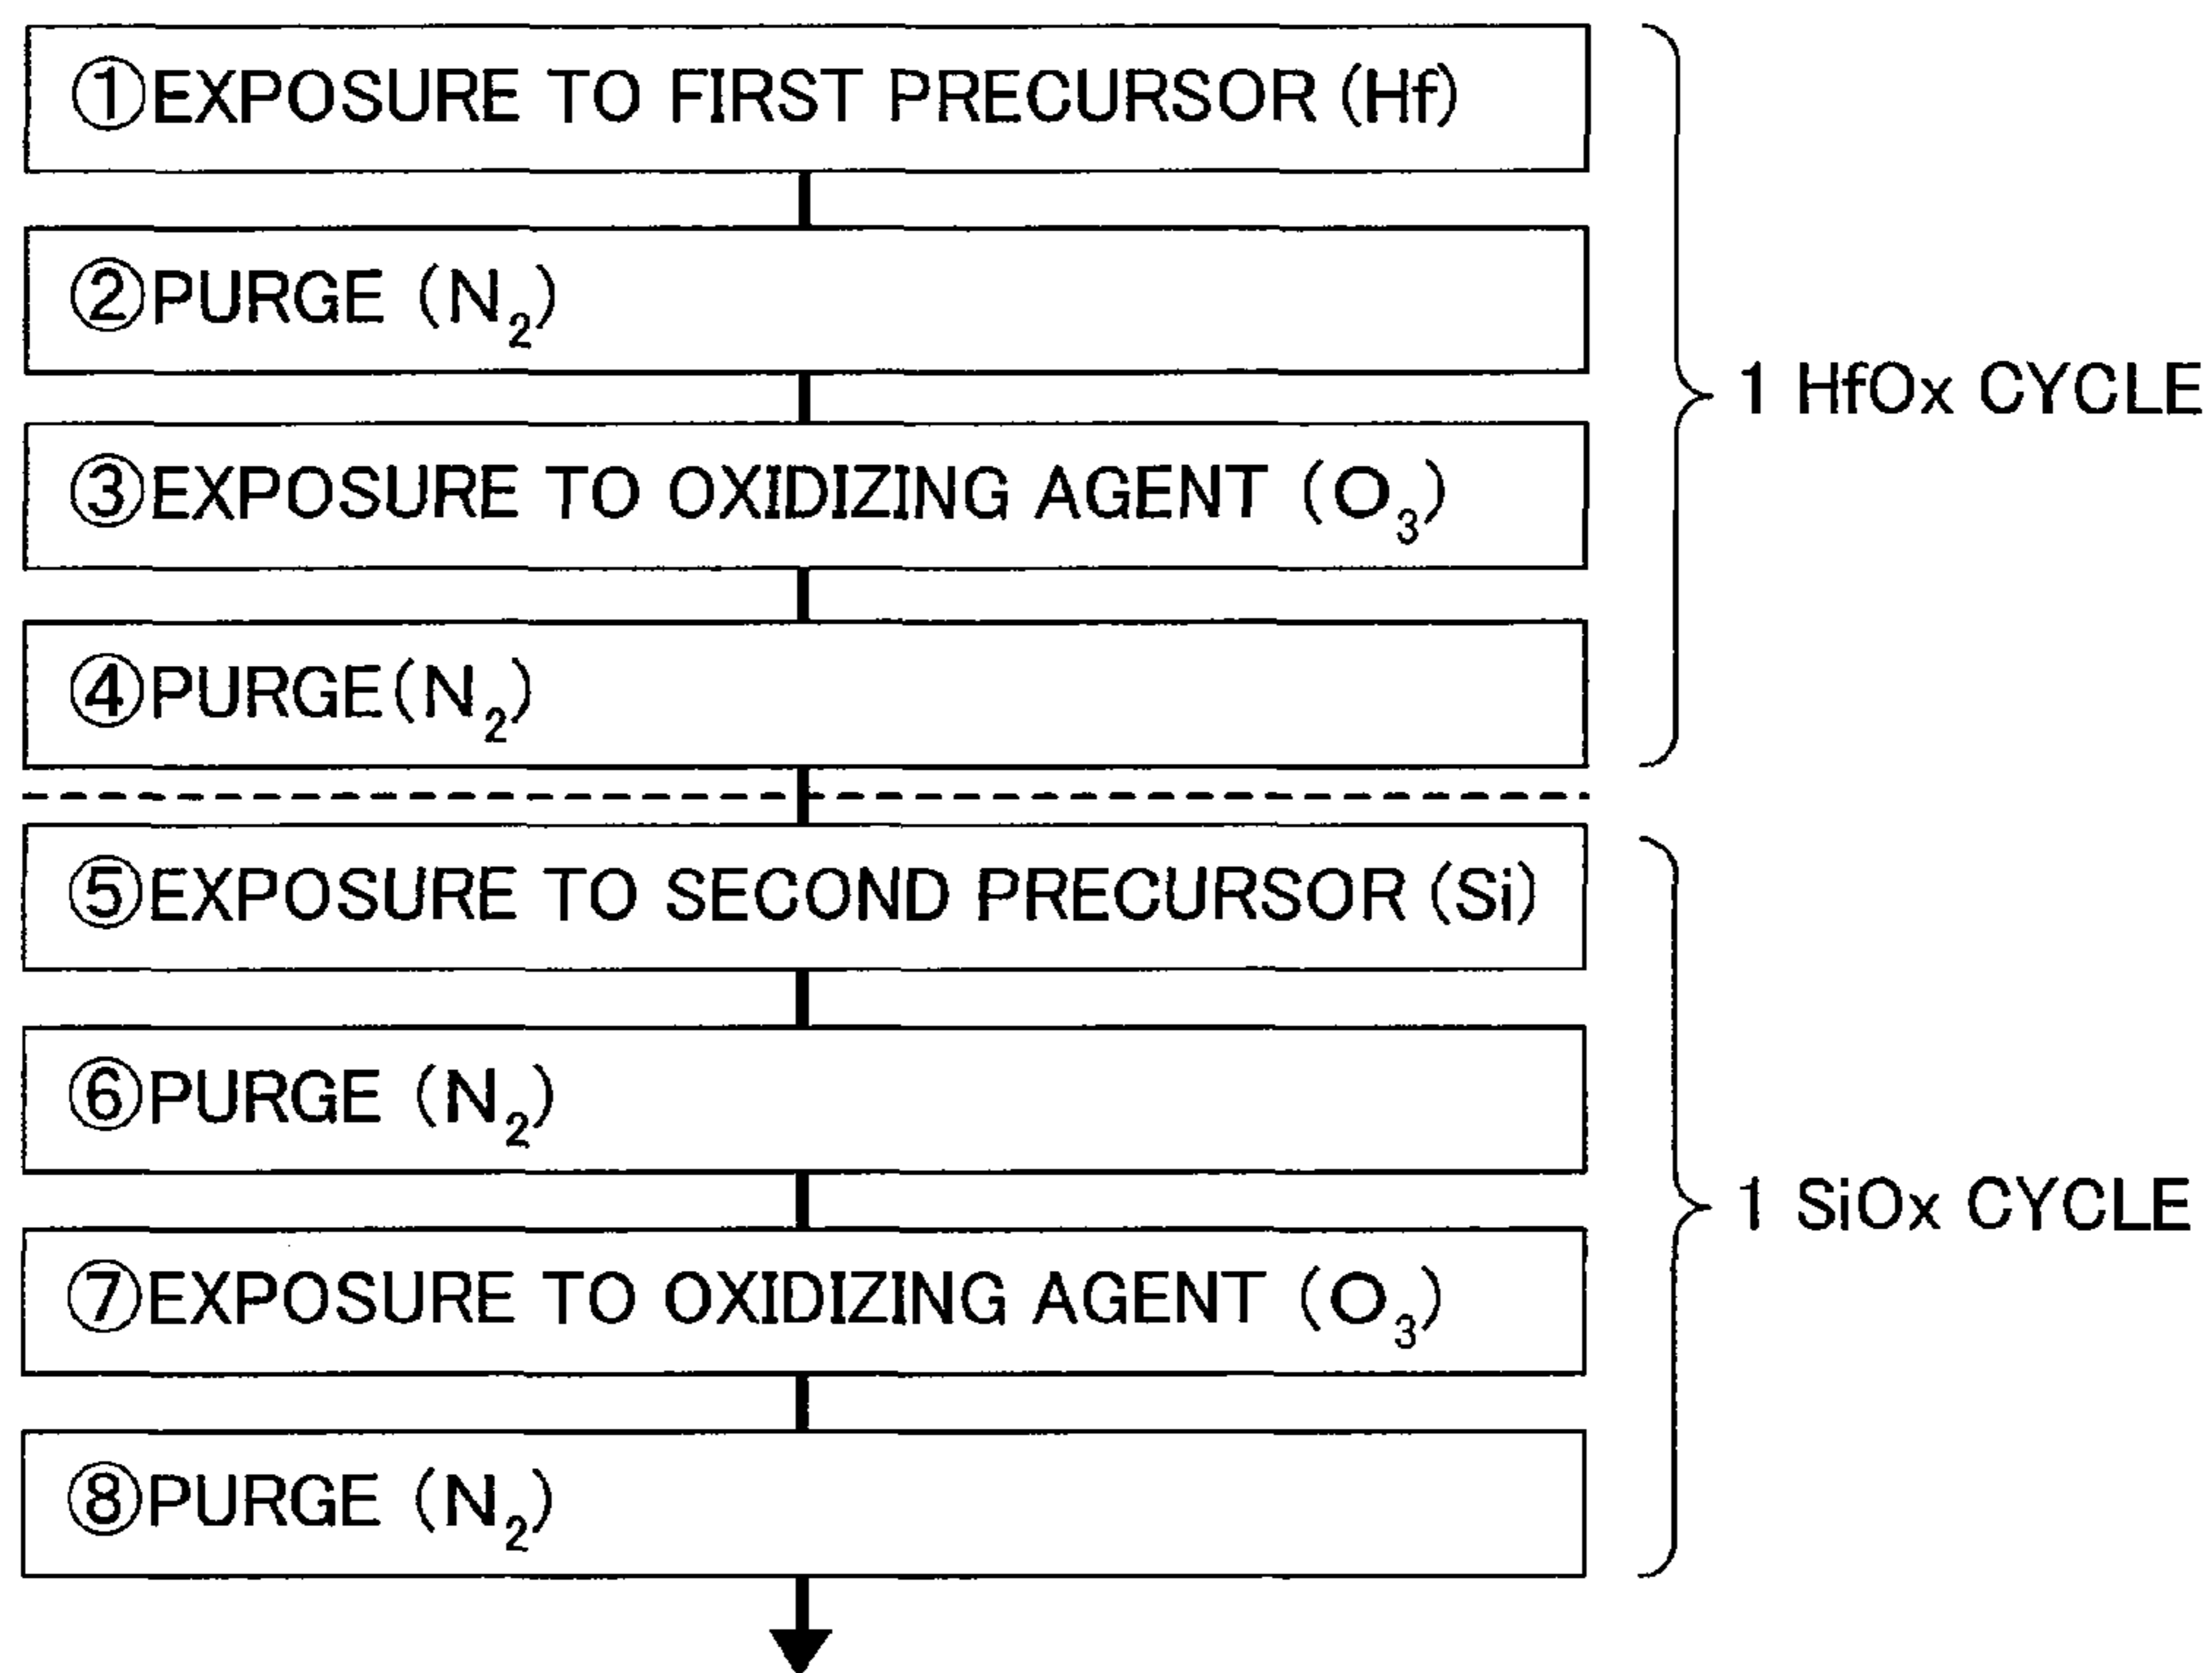 ①EXPOSURE TO FIRST PRECURSOR (Hf)
②PURGE (N₂)
③EXPOSURE TO OXIDIZING AGENT (O₃)
④PURGE(N₂)
1 HfOx CYCLE
⑤EXPOSURE TO SECOND PRECURSOR (Si)
⑥PURGE (N₂)
⑦EXPOSURE TO OXIDIZING AGENT (O₃)
⑧PURGE (N₂)
1 SiOx CYCLE